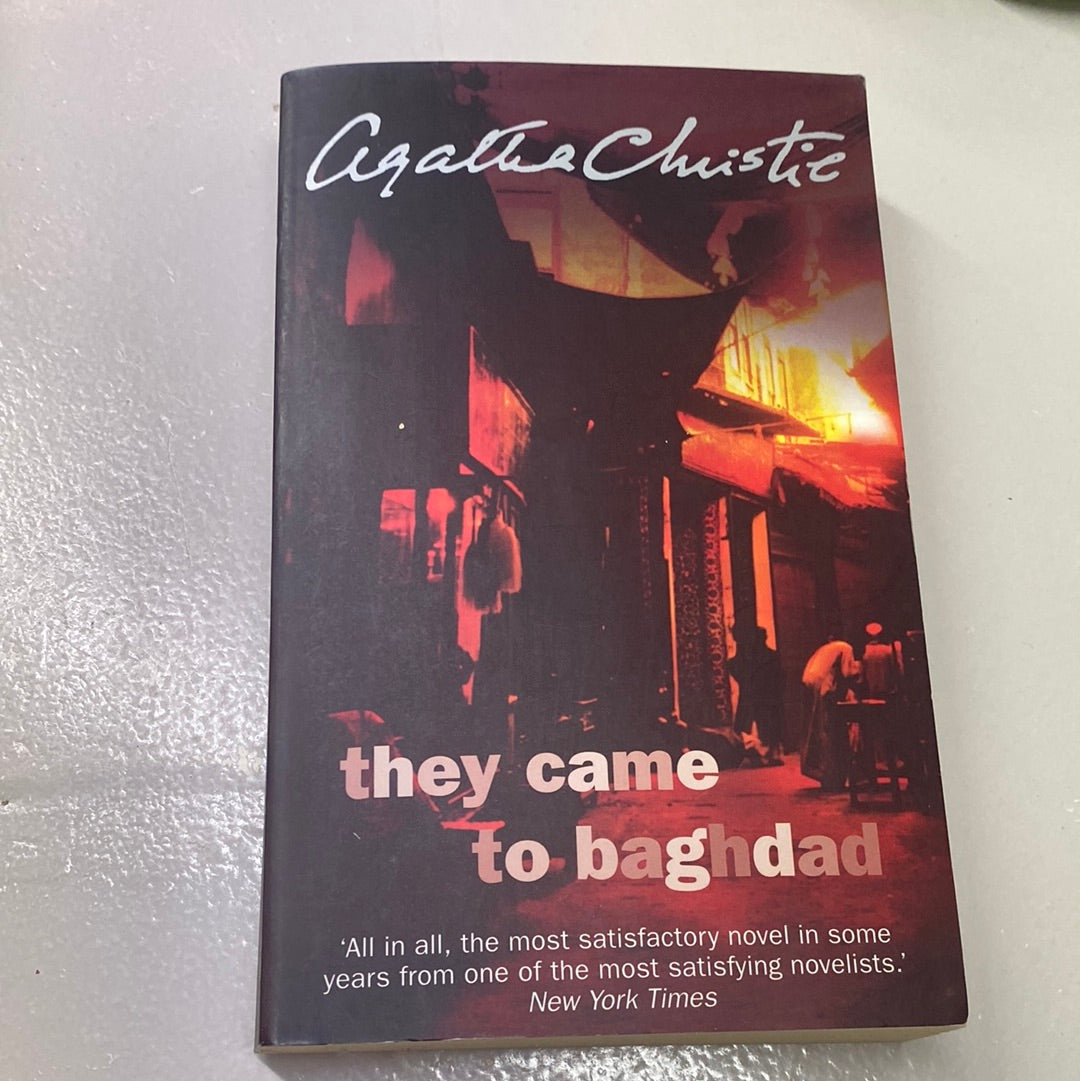 Agatha Christie
they came
to baghdad
‘All in all, the most satisfactory novel in some
years from one of the most satisfying novelists.’
New York Times